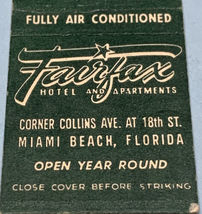 FULLY AIR CONDITIONED
Fairfax
HOTEL AND APARTMENTS
CORNER COLLINS AVE. AT 18th ST.
MIAMI BEACH, FLORIDA
OPEN YEAR ROUND
CLOSE COVER BEFORE STRIKING